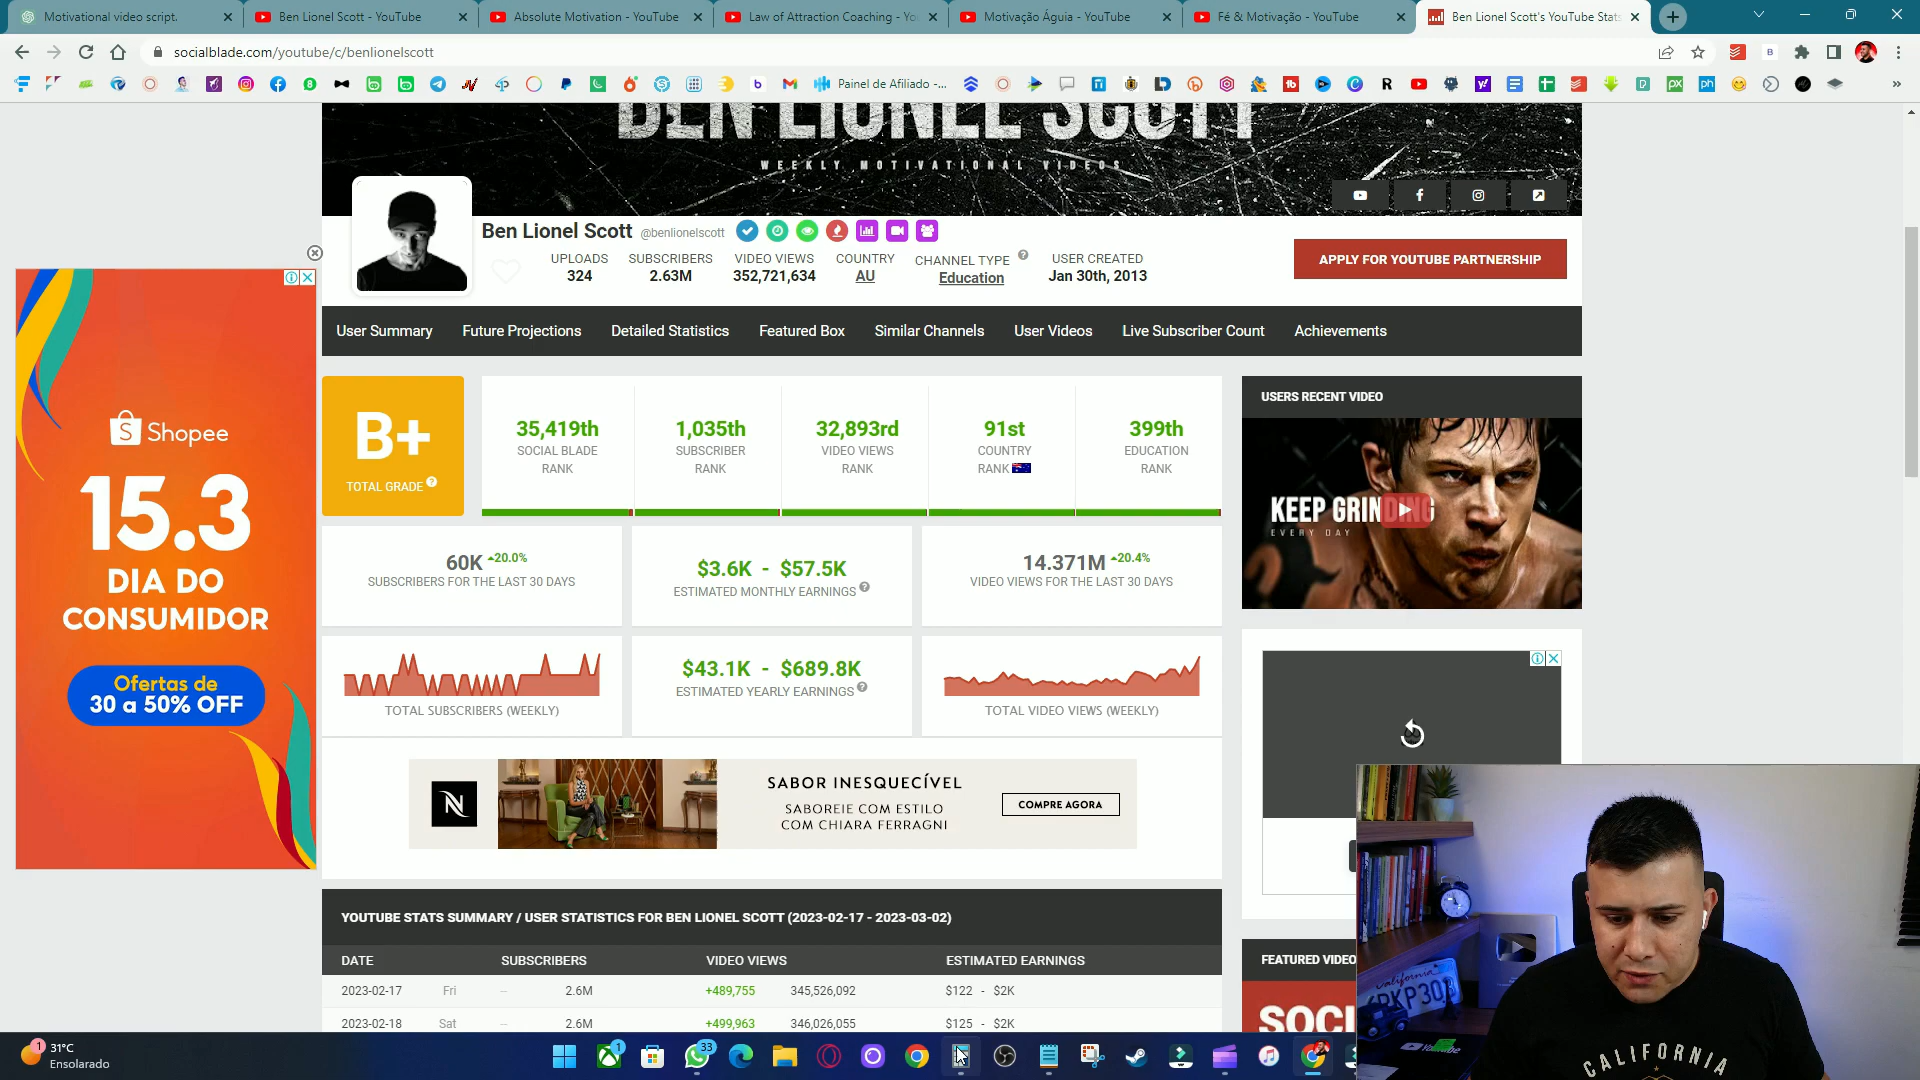 Motivational video script.
Ben Lionel Scott - YouTube
Absolute Motivation - YouTube
Law of Attraction Coaching - Yo
Motivação Águia - YouTube
Fé & Motivação - YouTube
Ben Lionel Scott's YouTube Stats
socialblade.com/youtube/c/benlionelscott
Painel de Afiliado -...
BEN LIONEL SCOTT
WEEKLY MOTIVATIONAL VIDEOS
Ben Lionel Scott @benlionelscott
UPLOADS
324
SUBSCRIBERS
2.63M
VIDEO VIEWS
352,721,634
COUNTRY
AU
CHANNEL TYPE
Education
USER CREATED
Jan 30th, 2013
APPLY FOR YOUTUBE PARTNERSHIP
User Summary
Future Projections
Detailed Statistics
Featured Box
Similar Channels
User Videos
Live Subscriber Count
Achievements
Shopee
15.3
DIA DO
CONSUMIDOR
Ofertas de
30 a 50% OFF
B+
TOTAL GRADE
35,419th
SOCIAL BLADE
RANK
1,035th
SUBSCRIBER
RANK
32,893rd
VIDEO VIEWS
RANK
91st
COUNTRY
RANK
399th
EDUCATION
RANK
60K 20.0%
SUBSCRIBERS FOR THE LAST 30 DAYS
$3.6K - $57.5K
ESTIMATED MONTHLY EARNINGS
14.371M 20.4%
VIDEO VIEWS FOR THE LAST 30 DAYS
TOTAL SUBSCRIBERS (WEEKLY)
$43.1K - $689.8K
ESTIMATED YEARLY EARNINGS
TOTAL VIDEO VIEWS (WEEKLY)
USERS RECENT VIDEO
KEEP GRINDING
EVERY DAY
N
SABOR INESQUECÍVEL
SABOREIE COM ESTILO
COM CHIARA FERRAGNI
COMPRE AGORA
YOUTUBE STATS SUMMARY / USER STATISTICS FOR BEN LIONEL SCOTT (2023-02-17 - 2023-03-02)
DATE SUBSCRIBERS VIDEO VIEWS ESTIMATED EARNINGS
2023-02-17 Fri -- 2.6M +489,755 345,526,092 $122 - $2K
2023-02-18 Sat -- 2.6M +499,963 346,026,055 $125 - $2K
FEATURED VIDEO
SOCI
California
YouTube
CALIFORNIA
1
31°C
Ensolarado
1
33